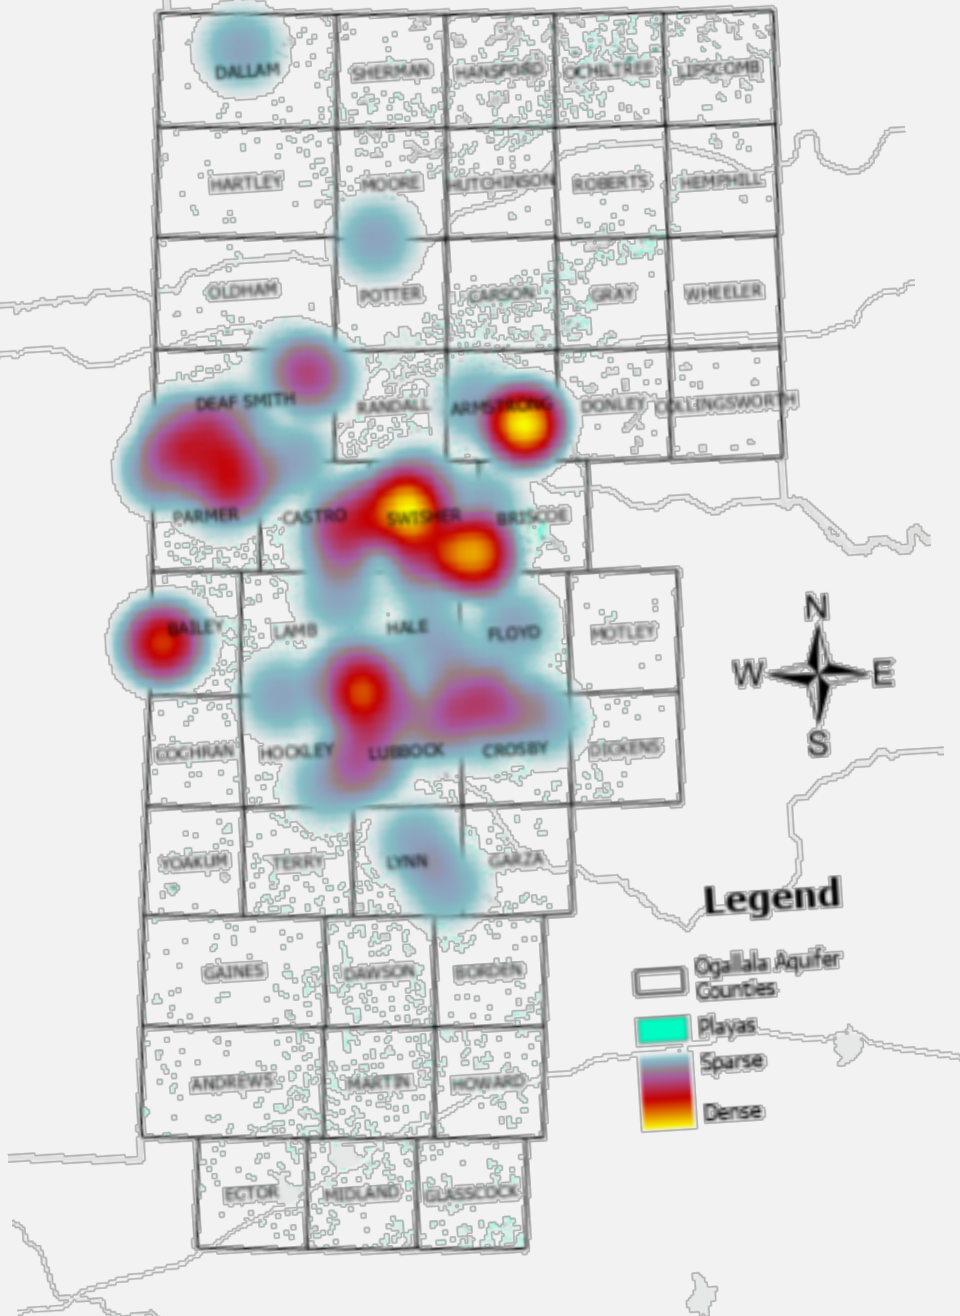 DALLAM
SHERMAN
HANSFORD
OCHILTREE
LIPSCOMB
HARTLEY
MOORE
HUTCHINSON
ROBERTS
HEMPHILL
OLDHAM
POTTER
CARSON
GRAY
WHEELER
DEAF SMITH
RANDALL
ARMSTRONG
DONLEY
COLLINGSWORTH
PARMER
CASTRO
SWISHER
BRISCOE
BAILEY
LAMB
HALE
FLOYD
MOTLEY
COCHRAN
HOCKLEY
LUBBOCK
CROSBY
DICKENS
YOAKUM
TERRY
LYNN
GARZA
GAINES
DAWSON
BORDEN
ANDREWS
MARTIN
HOWARD
ECTOR
MIDLAND
GLASSCOCK
N
W
E
S
Legend
Ogallala Aquifer
Counties
Playas
Sparse
Dense